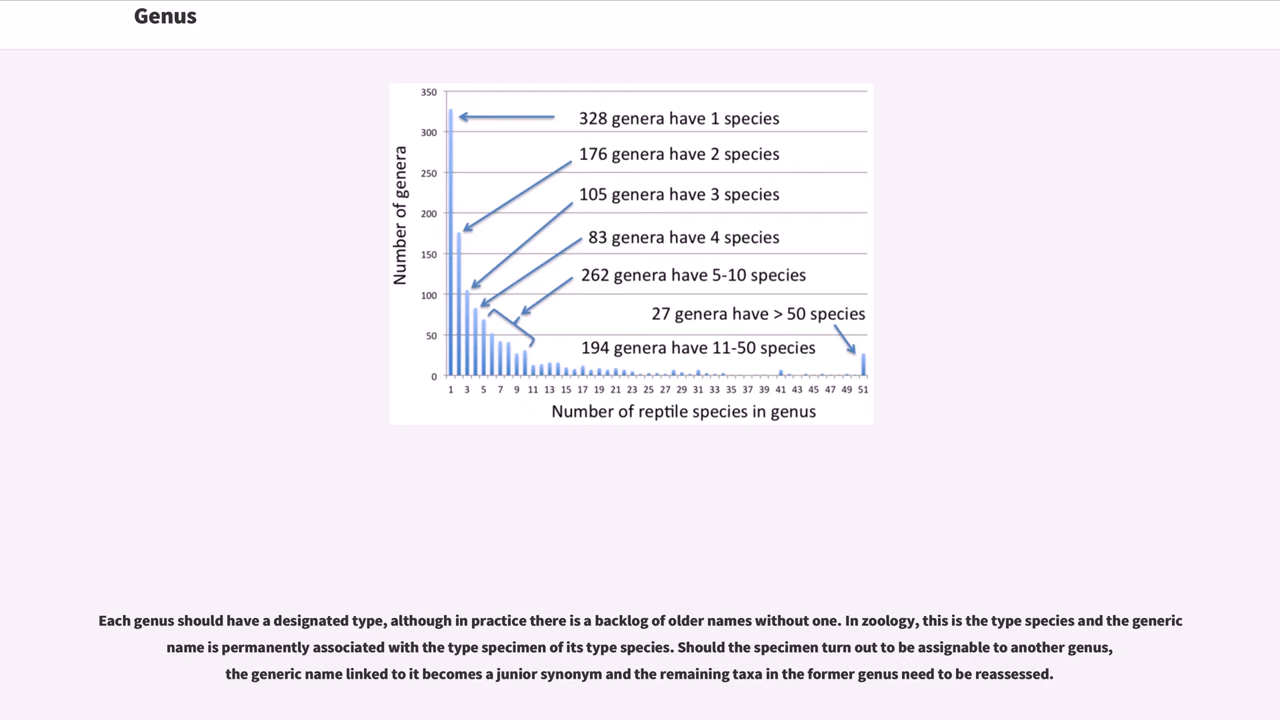 Genus
350
328 genera have 1 species
300
176 genera have 2 species
250
105 genera have 3 species
200
83 genera have 4 species
150
262 genera have 5-10 species
100
27 genera have > 50 species
50
194 genera have 11-50 species
0
Number of genera
1 3 5 7 9 11 13 15 17 19 21 23 25 27 29 31 33 35 37 39 41 43 45 47 49 51
Number of reptile species in genus
Each genus should have a designated type, although in practice there is a backlog of older names without one. In zoology, this is the type species and the generic
name is permanently associated with the type specimen of its type species. Should the specimen turn out to be assignable to another genus,
the generic name linked to it becomes a junior synonym and the remaining taxa in the former genus need to be reassessed.